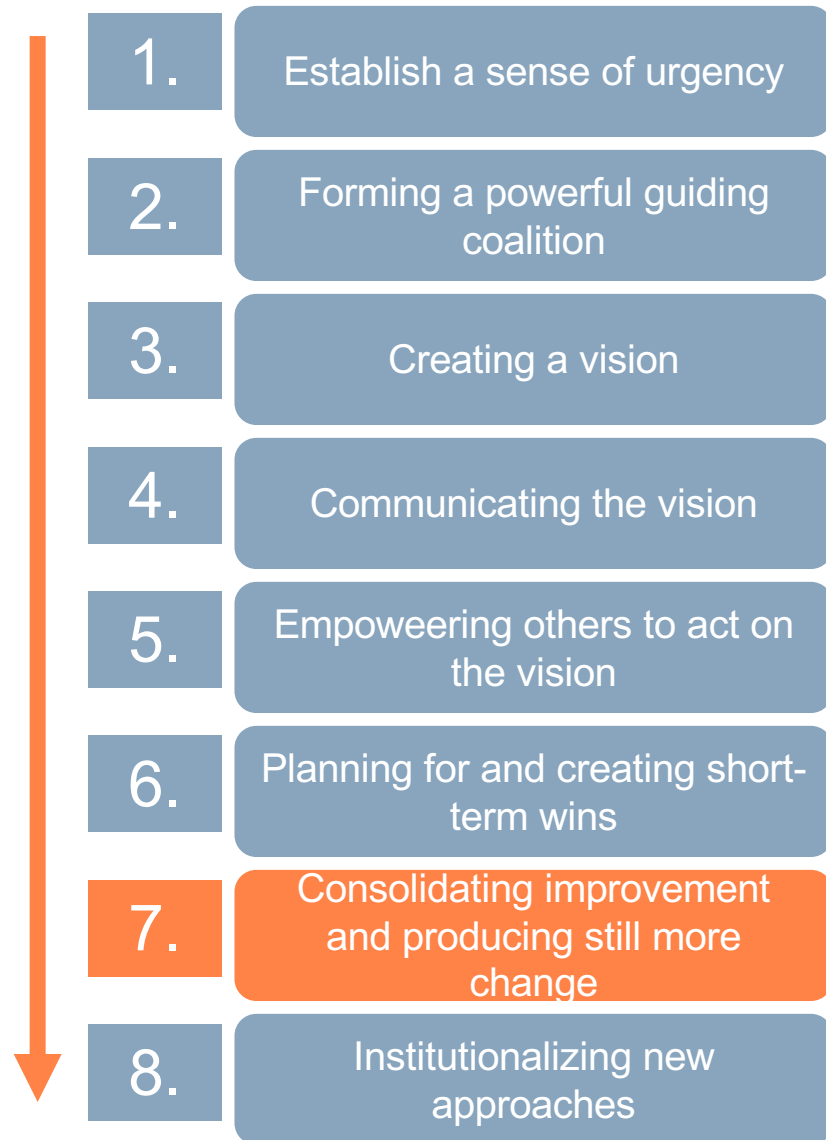 1.
Establish a sense of urgency
2.
Forming a powerful guiding
coalition
3.
Creating a vision
4.
Communicating the vision
5.
Empoweering others to act on
the vision
6.
Planning for and creating short-
term wins
7.
Consolidating improvement
and producing still more
change
8.
Institutionalizing new
approaches